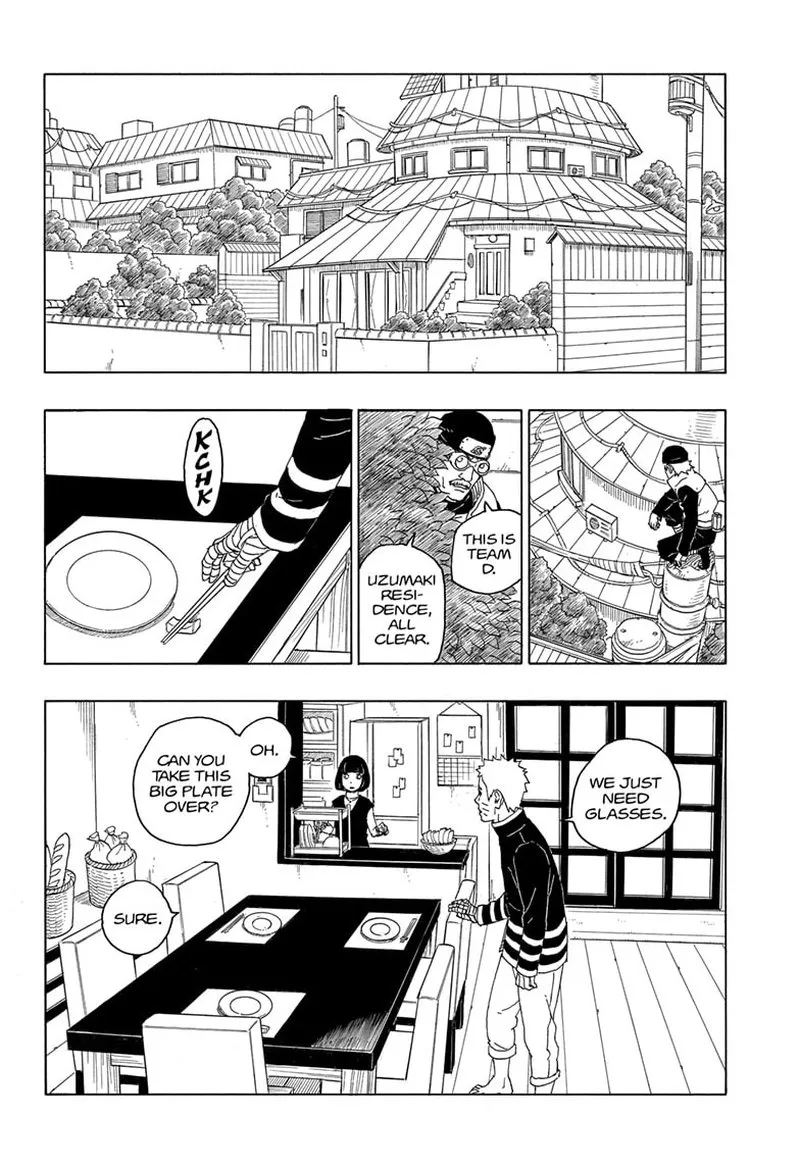 THIS IS
TEAM
D.
UZUMAKI
RESI-
DENCE,
ALL
CLEAR.
KCHK
WE JUST
NEED
GLASSES.
OH.
CAN YOU
TAKE THIS
BIG PLATE
OVER?
SURE.